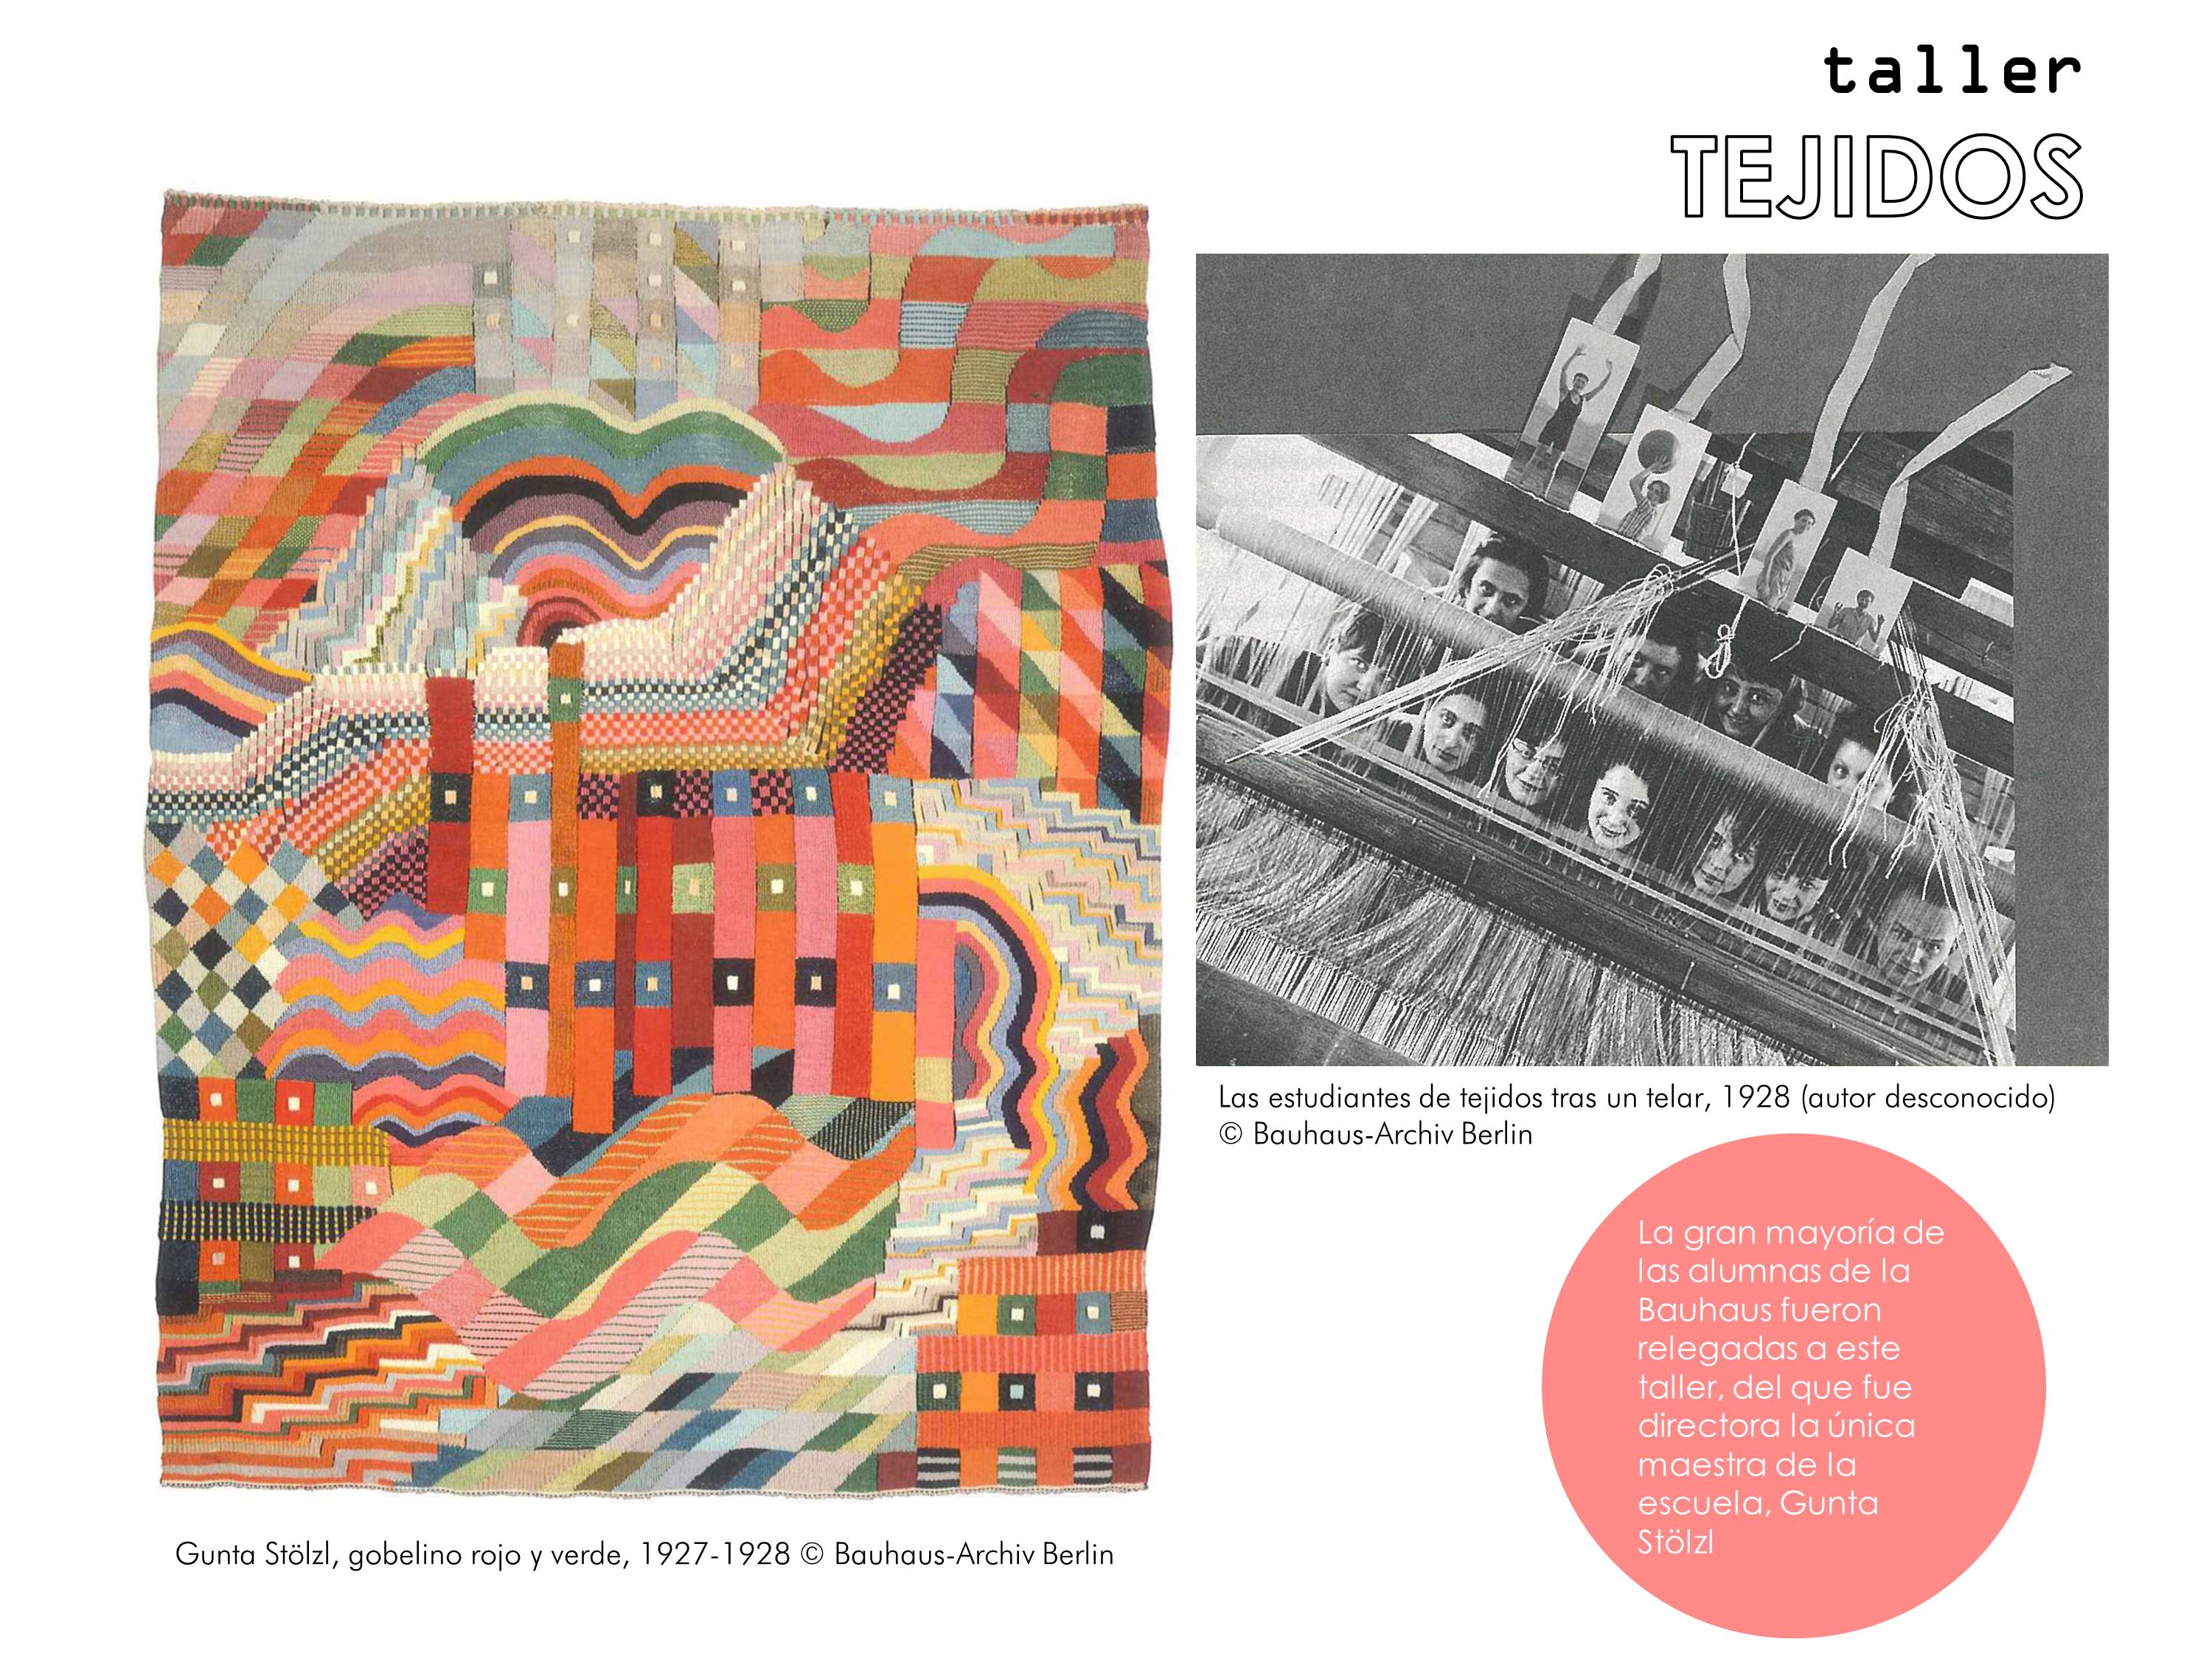 taller
TEJIDOS
Las estudiantes de tejidos tras un telar, 1928 (autor desconocido)
© Bauhaus-Archiv Berlin
La gran mayoría de
las alumnas de la
Bauhaus fueron
relegadas a este
taller, del que fue
directora la única
maestra de la
escuela, Gunta
Stölzl
Gunta Stölzl, gobelino rojo y verde, 1927-1928 © Bauhaus-Archiv Berlin